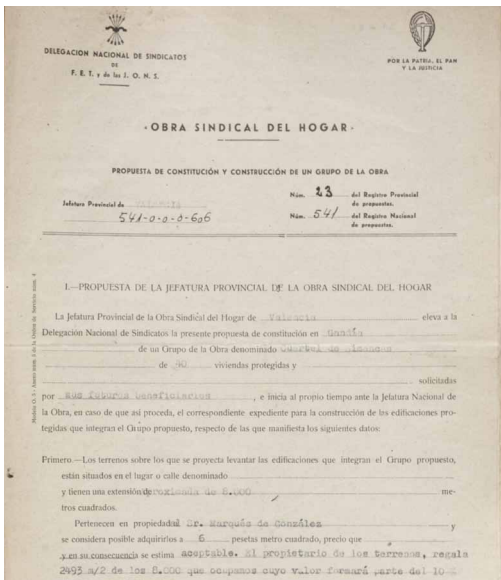 DELEGACION NACIONAL DE SINDICATOS
DE
F. E. T. y de las J. O. N. S.
POR LA PATRIA, EL PAN
Y LA JUSTICIA
·OBRA SINDICAL DEL HOGAR·
PROPUESTA DE CONSTITUCIÓN Y CONSTRUCCIÓN DE UN GRUPO DE LA OBRA
Jefatura Provincial de VALENCIA
541-0-0-0-606
Núm. 23 del Registro Provincial
de propuestas.
Núm. 541 del Registro Nacional
de propuestas.
I.—PROPUESTA DE LA JEFATURA PROVINCIAL DE LA OBRA SINDICAL DEL HOGAR
La Jefatura Provincial de la Obra Sindical del Hogar de Valencia eleva a la
Delegación Nacional de Sindicatos la presente propuesta de constitución en Gandía
de un Grupo de la Obra denominado Cuartel de Simancas
de viviendas protegidas y
solicitadas
por sus futuros beneficiarios, e inicia al propio tiempo ante la Jefatura Nacional de
la Obra, en caso de que así proceda, el correspondiente expediente para la construcción de las edificaciones pro-
tegidas que integran el Grupo propuesto, respecto de las que manifiesta los siguientes datos:
Primero.—Los terrenos sobre los que se proyecta levantar las edificaciones que integran el Grupo propuesto,
están situados en el lugar o calle denominado
y tienen una extensión de 8.000 me-
tros cuadrados.
Pertenecen en propiedad al Sr. Marqués de González y
se considera posible adquirirlos a 6 pesetas metro cuadrado, precio que
y en su consecuencia se estima aceptable. El propietario de los terrenos, regala
2493 m/2 de los 8.000 que ocupamos cuyo valor formará parte del 10 %